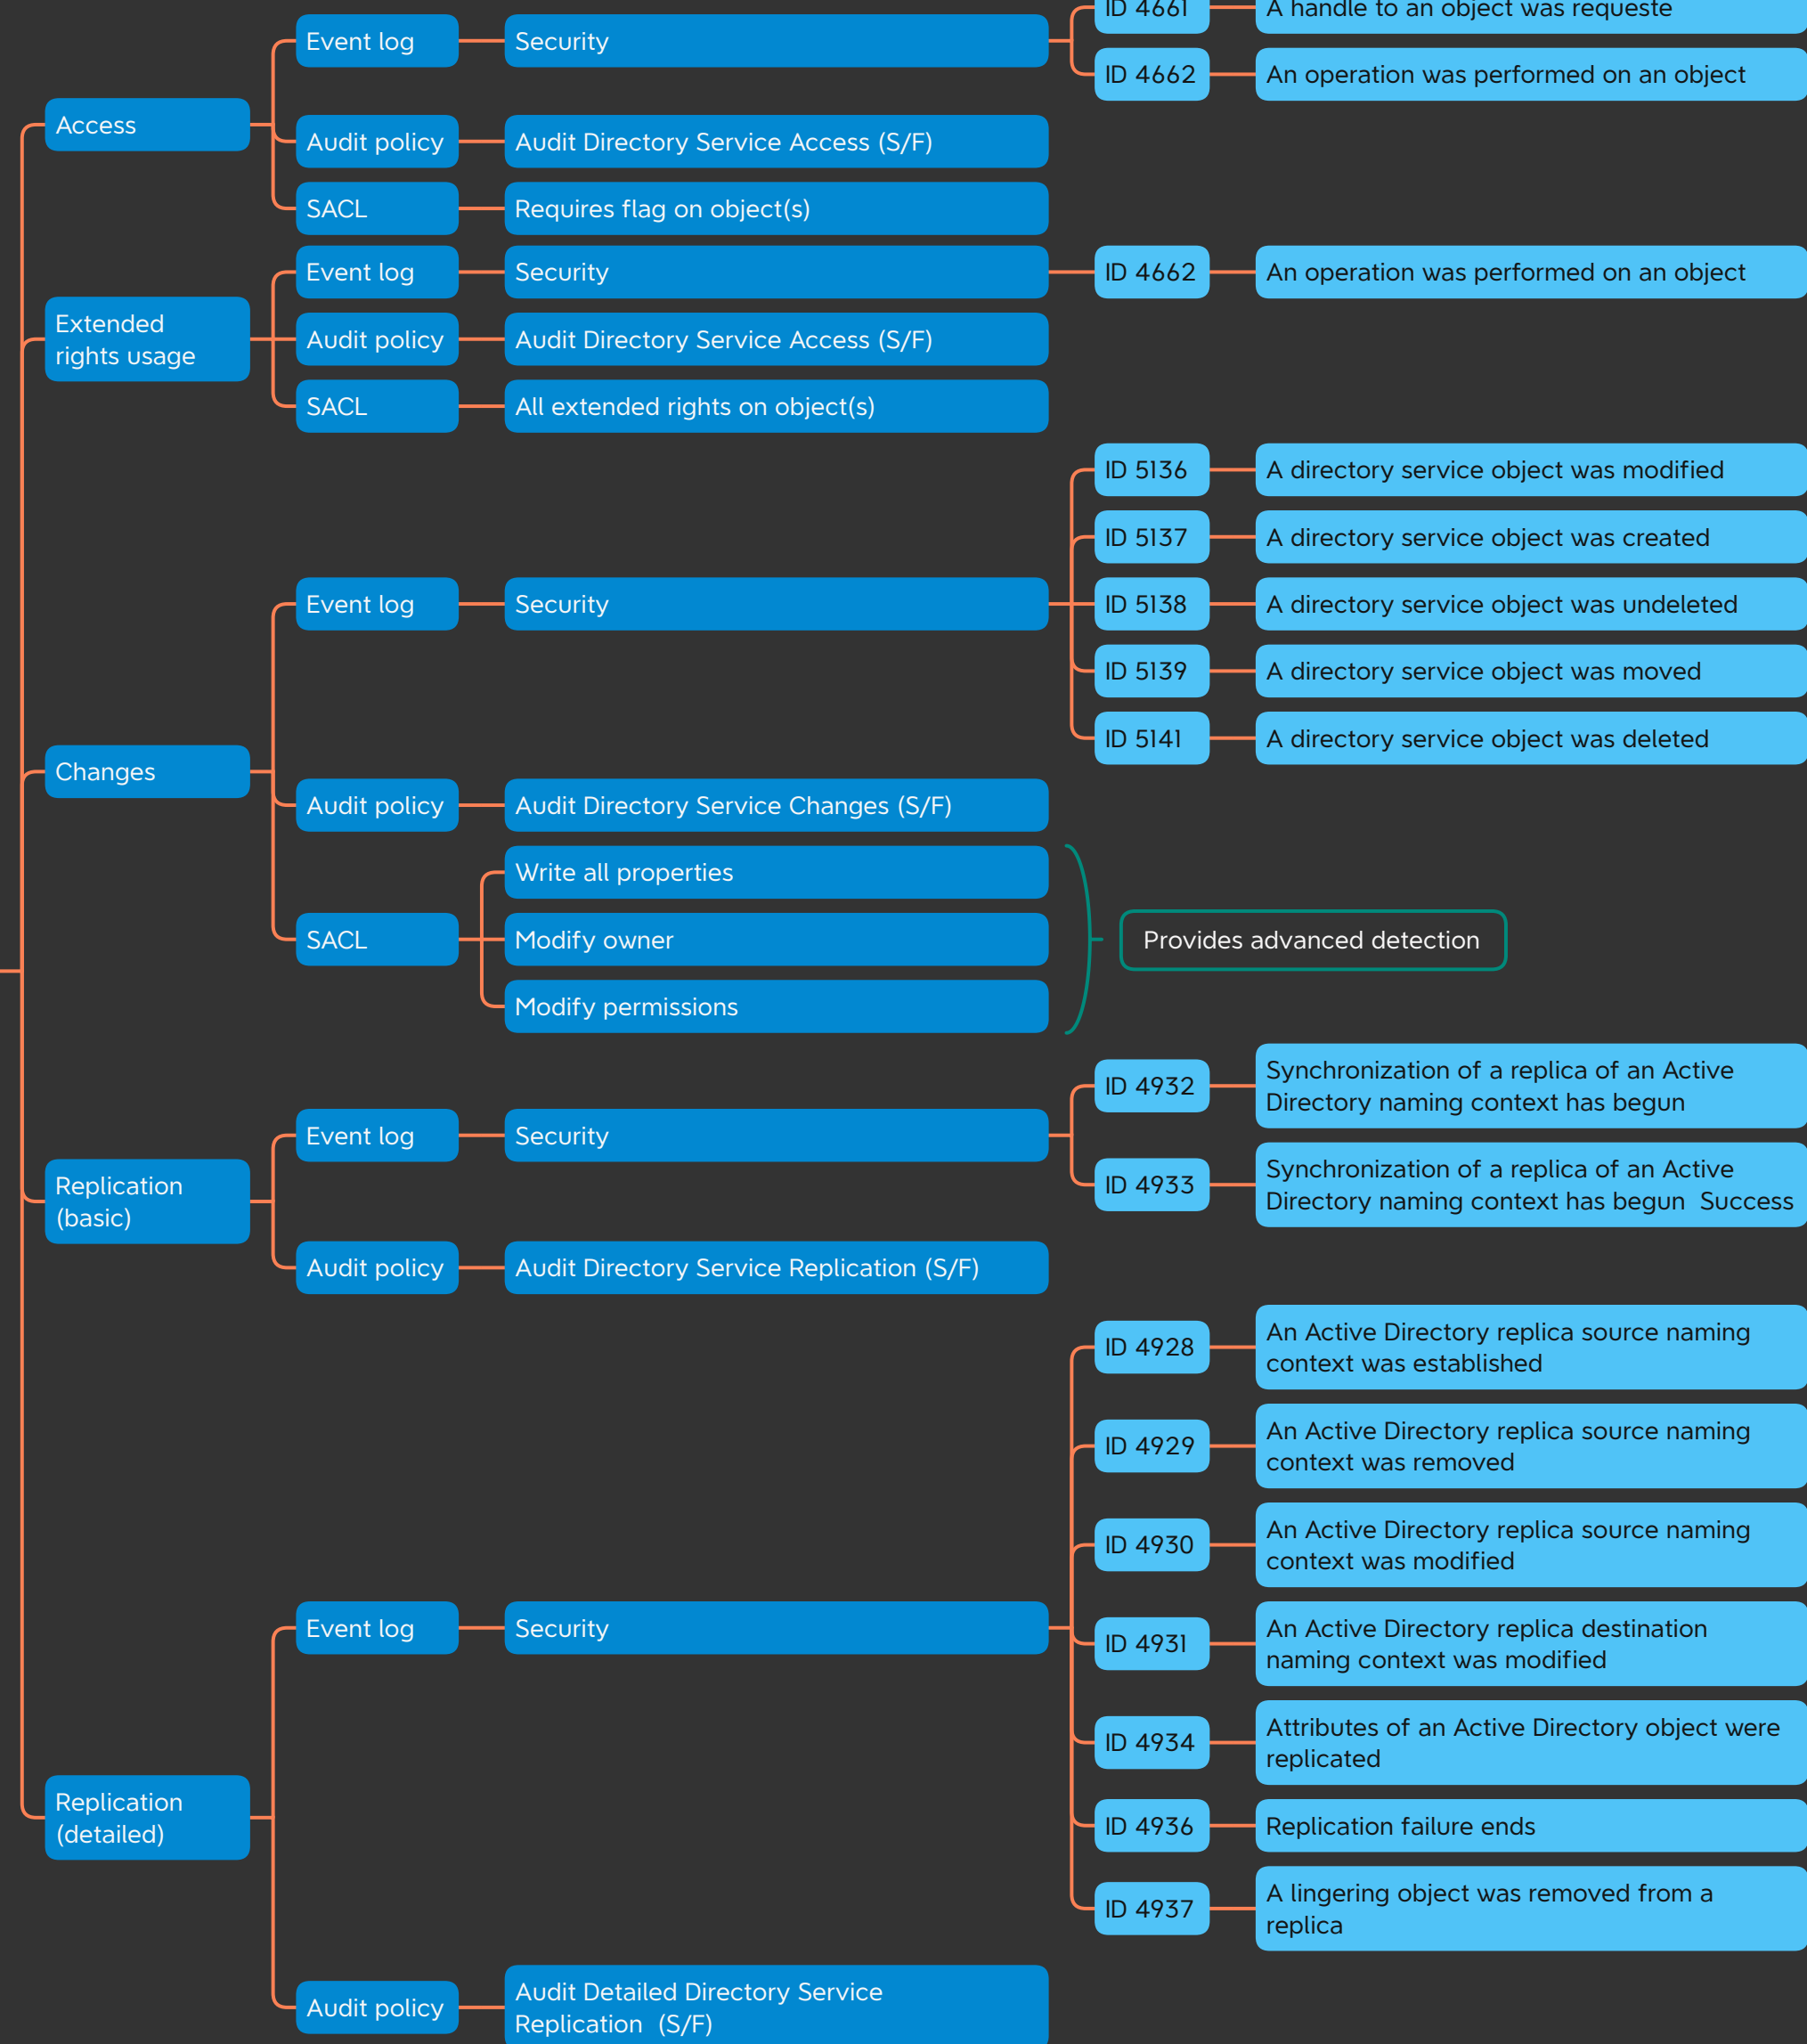 ID 4661
A handle to an object was requeste
Event log
Security
ID 4662
An operation was performed on an object
Access
Audit policy
Audit Directory Service Access (S/F)
SACL
Requires flag on object(s)
Event log
Security
ID 4662
An operation was performed on an object
Extended
rights usage
Audit policy
Audit Directory Service Access (S/F)
SACL
All extended rights on object(s)
ID 5136
A directory service object was modified
ID 5137
A directory service object was created
Event log
Security
ID 5138
A directory service object was undeleted
ID 5139
A directory service object was moved
ID 5141
A directory service object was deleted
Changes
Audit policy
Audit Directory Service Changes (S/F)
Write all properties
SACL
Modify owner
Provides advanced detection
Modify permissions
ID 4932
Synchronization of a replica of an Active
Directory naming context has begun
Event log
Security
ID 4933
Synchronization of a replica of an Active
Directory naming context has begun  Success
Replication
(basic)
Audit policy
Audit Directory Service Replication (S/F)
ID 4928
An Active Directory replica source naming
context was established
ID 4929
An Active Directory replica source naming
context was removed
ID 4930
An Active Directory replica source naming
context was modified
Event log
Security
ID 4931
An Active Directory replica destination
naming context was modified
ID 4934
Attributes of an Active Directory object were
replicated
Replication
(detailed)
ID 4936
Replication failure ends
ID 4937
A lingering object was removed from a
replica
Audit policy
Audit Detailed Directory Service
Replication  (S/F)